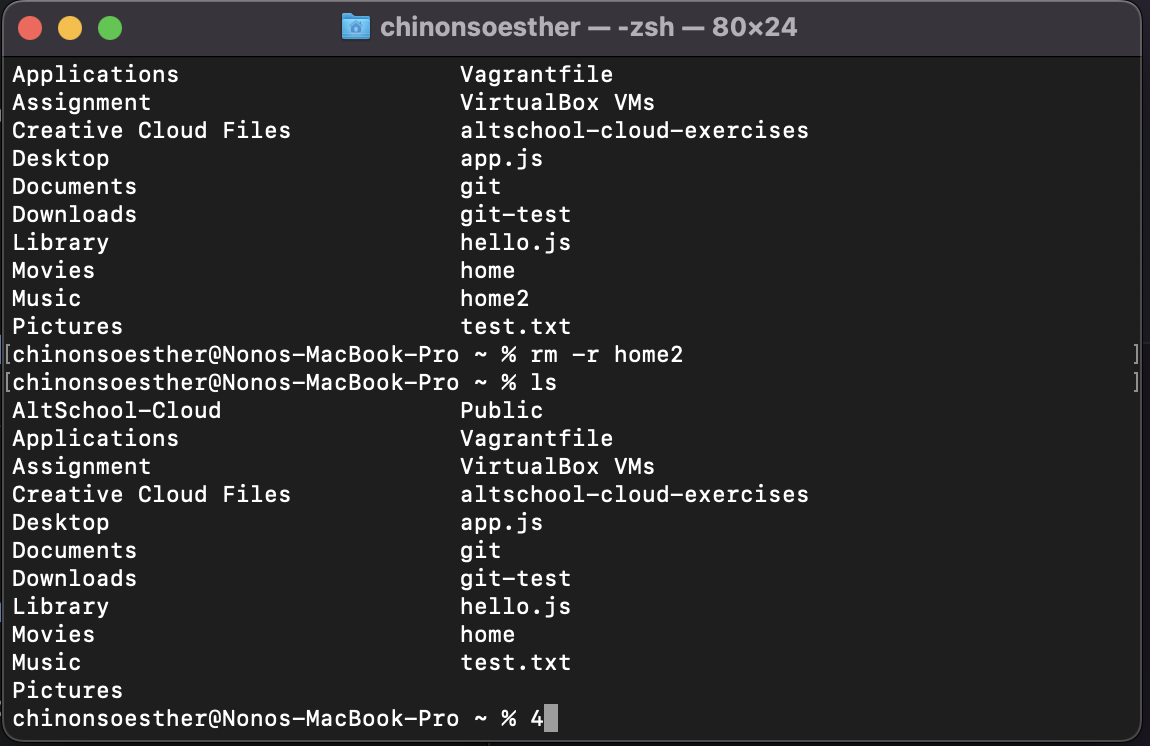 chinonsoesther — -zsh — 80×24
Applications Vagrantfile
Assignment VirtualBox VMs
Creative Cloud Files altschool-cloud-exercises
Desktop app.js
Documents git
Downloads git-test
Library hello.js
Movies home
Music home2
Pictures test.txt
[chinonsoesther@Nonos-MacBook-Pro ~ % rm -r home2 ]
[chinonsoesther@Nonos-MacBook-Pro ~ % ls ]
AltSchool-Cloud Public
Applications Vagrantfile
Assignment VirtualBox VMs
Creative Cloud Files altschool-cloud-exercises
Desktop app.js
Documents git
Downloads git-test
Library hello.js
Movies home
Music test.txt
Pictures
chinonsoesther@Nonos-MacBook-Pro ~ % 4